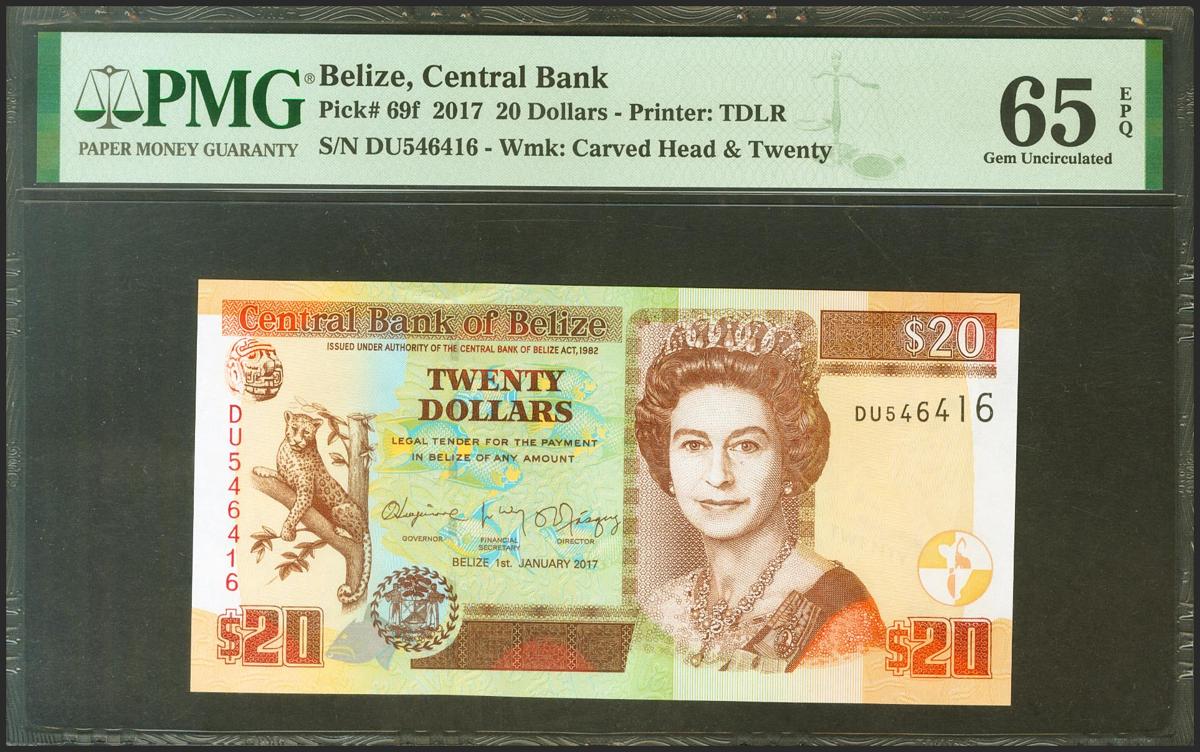 PMG®
PAPER MONEY GUARANTY
Belize, Central Bank
Pick# 69f 2017 20 Dollars - Printer: TDLR
S/N DU546416 - Wmk: Carved Head & Twenty
65 EPQ
Gem Uncirculated
Central Bank of Belize
ISSUED UNDER AUTHORITY OF THE CENTRAL BANK OF BELIZE ACT, 1982
$20
TWENTY
DOLLARS
DU546416
LEGAL TENDER FOR THE PAYMENT
IN BELIZE OF ANY AMOUNT
DU546416
GOVERNOR
FINANCIAL
SECRETARY
DIRECTOR
BELIZE 1st. JANUARY 2017
$20
$20